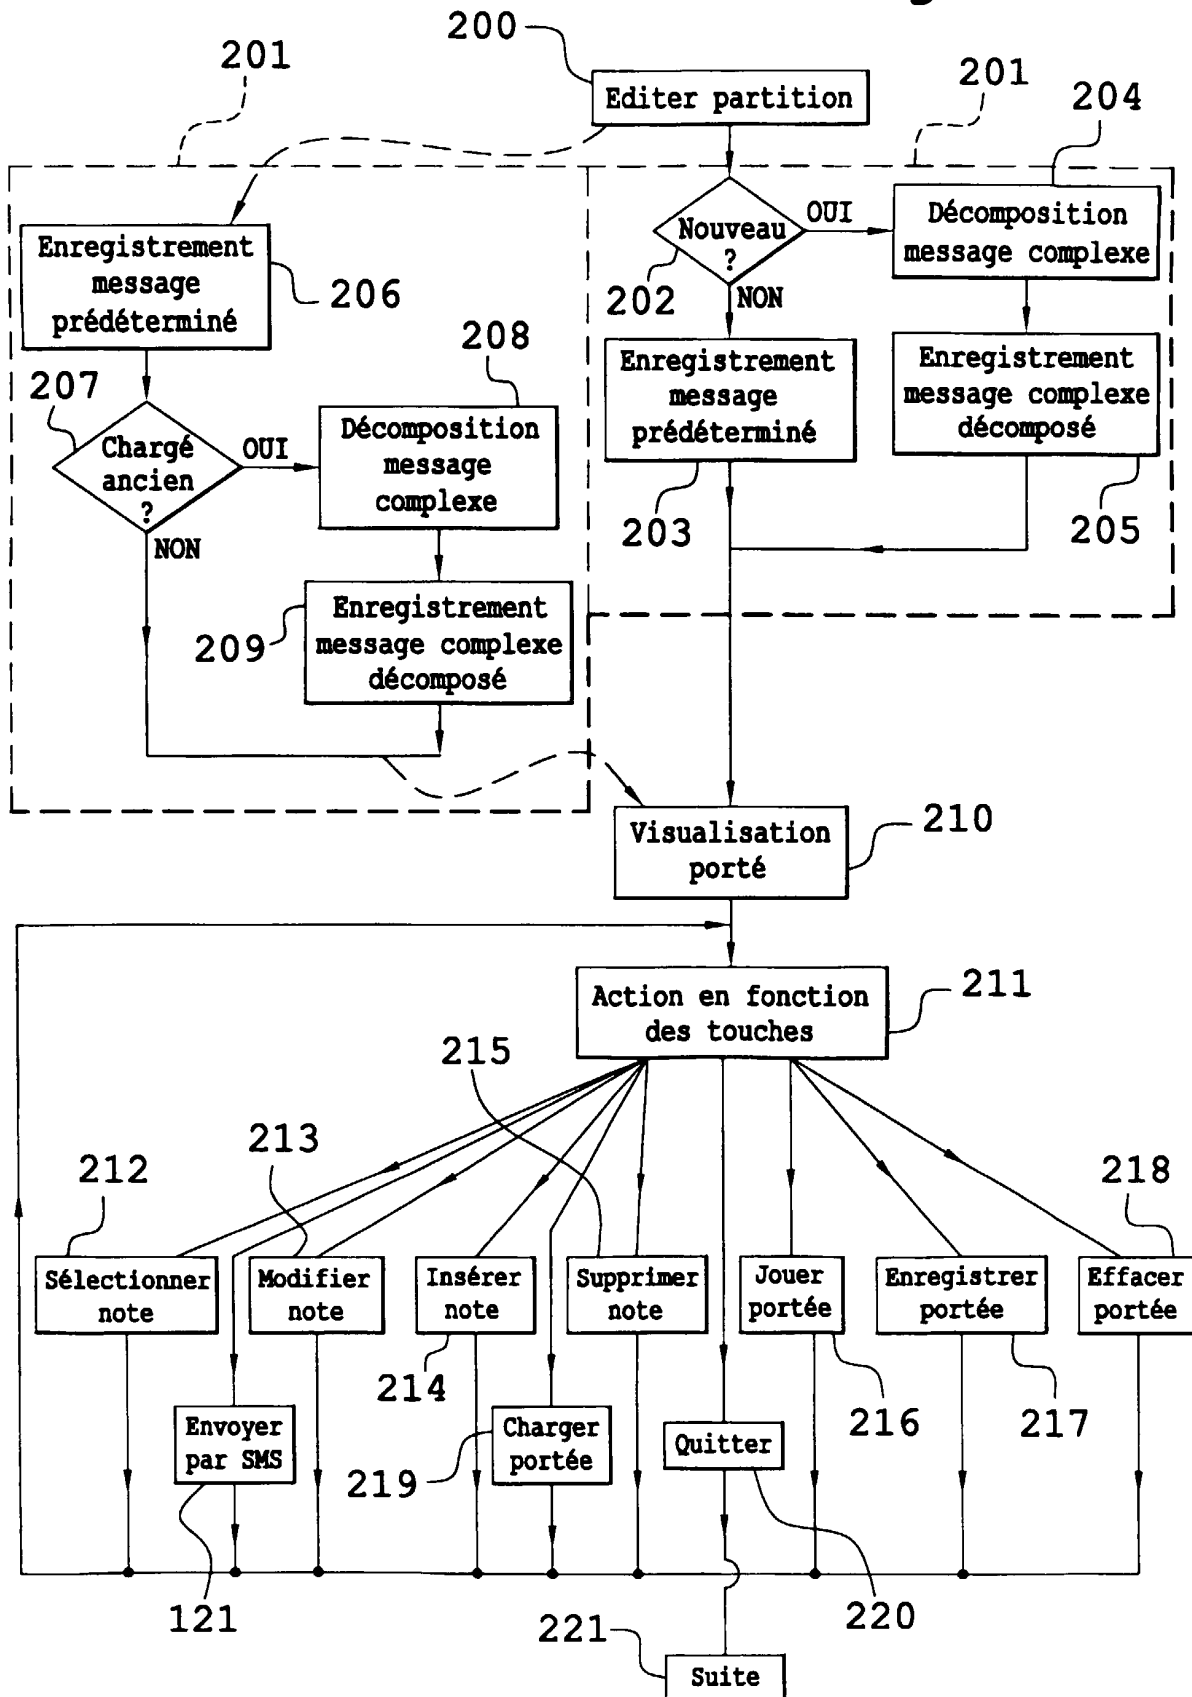 200
201
Editer partition
201
204
Nouveau
?
OUI
202
NON
Décomposition
message complexe
Enregistrement
message
prédéterminé
206
Enregistrement
message
prédéterminé
203
Enregistrement
message complexe
décomposé
205
207
Chargé
ancien
?
OUI
NON
208
Décomposition
message
complexe
209
Enregistrement
message complexe
décomposé
Visualisation
porté
210
Action en fonction
des touches
211
215
213
212
218
Sélectionner
note
Modifier
note
Insérer
note
Supprimer
note
Jouer
portée
Enregistrer
portée
Effacer
portée
214
216
217
Envoyer
par SMS
Charger
portée
219
Quitter
121
220
221
Suite